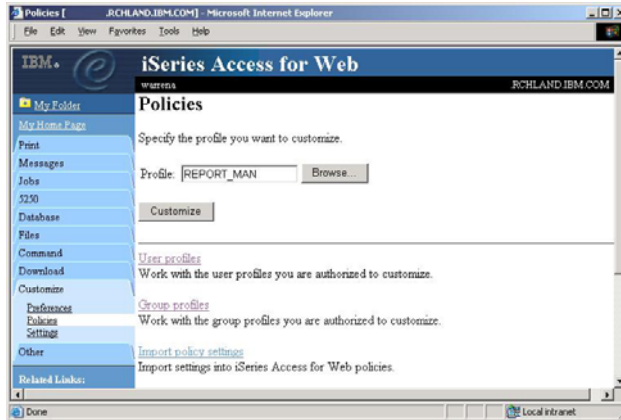 Policies [ .RCHLAND.IBM.COM] - Microsoft Internet Explorer
File Edit View Favorites Tools Help
IBM. e iSeries Access for Web
warrena .RCHLAND.IBM.COM
My Folder
My Home Page
Print
Messages
Jobs
5250
Database
Files
Command
Download
Customize
Preferences
Policies
Settings
Other
Related Links:
Policies
Specify the profile you want to customize.
Profile: REPORT_MAN Browse...
Customize
User profiles
Work with the user profiles you are authorized to customize.
Group profiles
Work with the group profiles you are authorized to customize.
Import policy settings
Import settings into iSeries Access for Web policies.
Done Local intranet